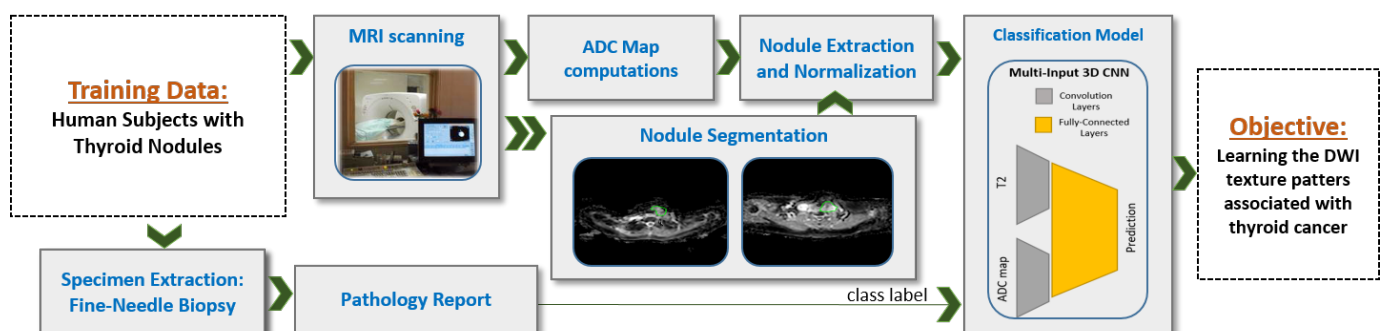 Training Data:
Human Subjects with
Thyroid Nodules
MRI scanning
ADC Map
computations
Nodule Extraction
and Normalization
Nodule Segmentation
Specimen Extraction:
Fine-Needle Biopsy
Pathology Report
class label
Classification Model
Multi-Input 3D CNN
Convolution
Layers
Fully-Connected
Layers
T2
ADC map
Prediction
Objective:
Learning the DWI
texture patters
associated with
thyroid cancer